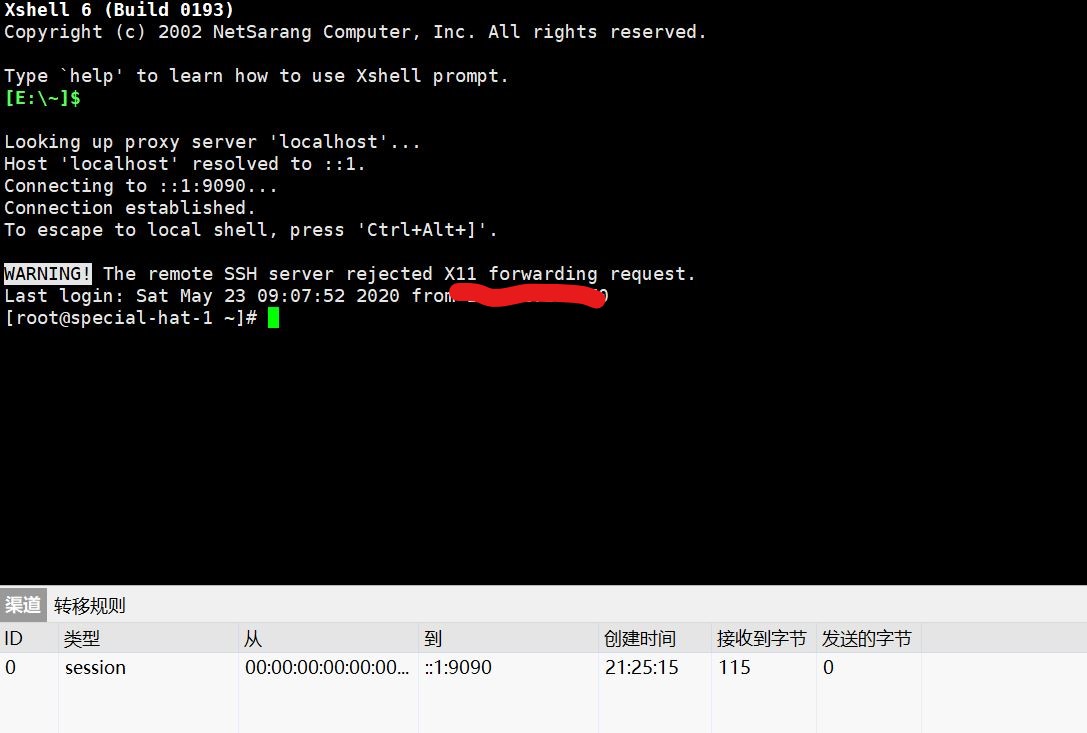 Xshell 6 (Build 0193)
Copyright (c) 2002 NetSarang Computer, Inc. All rights reserved.
Type `help' to learn how to use Xshell prompt.
[E:\~]$
Looking up proxy server 'localhost'...
Host 'localhost' resolved to ::1.
Connecting to ::1:9090...
Connection established.
To escape to local shell, press 'Ctrl+Alt+]'.
WARNING! The remote SSH server rejected X11 forwarding request.
Last login: Sat May 23 09:07:52 2020 from
[root@special-hat-1 ~]#
渠道 转移规则
ID 类型 从 到 创建时间 接收到字节 发送的字节
0 session 00:00:00:00:00:00... ::1:9090 21:25:15 115 0